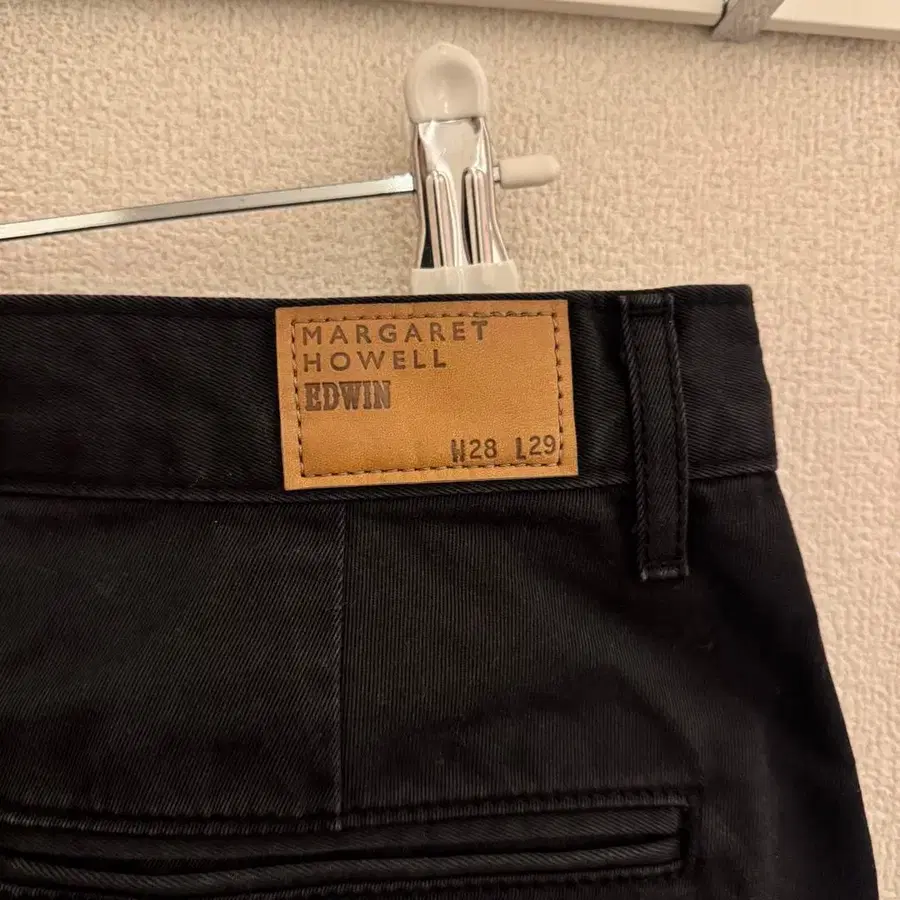 MARGARET
HOWELL
EDWIN
W28 L29